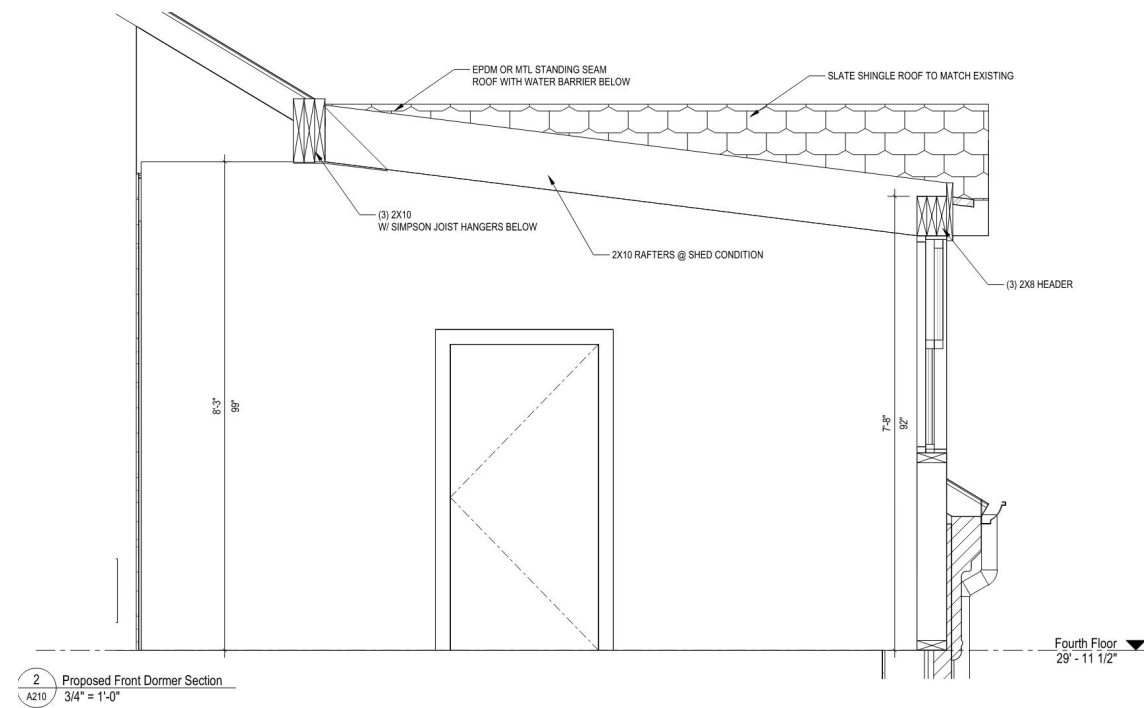 EPDM OR MTL STANDING SEAM
ROOF WITH WATER BARRIER BELOW
SLATE SHINGLE ROOF TO MATCH EXISTING
(3) 2X10
W/ SIMPSON JOIST HANGERS BELOW
2X10 RAFTERS @ SHED CONDITION
(3) 2X8 HEADER
8'-3"
99"
7'-8"
92"
Fourth Floor
29' - 11 1/2"
2
A210
Proposed Front Dormer Section
3/4" = 1'-0"